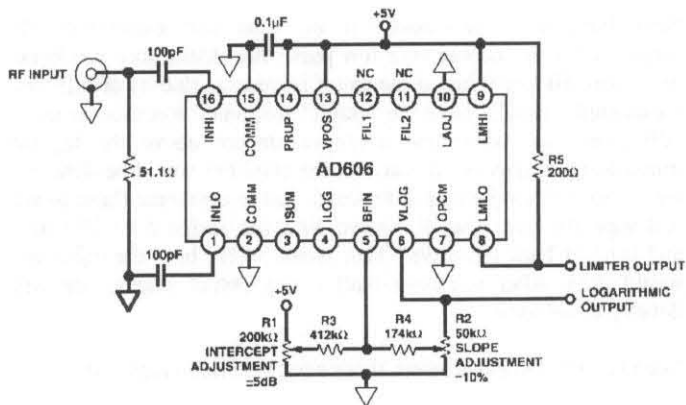 +5V
0.1µF
100pF
RF INPUT
NC
NC
16
15
14
13
12
11
10
9
INHI
COMM
PRUP
VPOS
FIL1
FIL2
LADJ
LMHI
51.1Ω
AD606
R5
200Ω
INLO
COMM
ISUM
ILOG
BFIN
VLOG
OPCM
LMLO
1
2
3
4
5
6
7
8
100pF
LIMITER OUTPUT
LOGARITHMIC
OUTPUT
+5V
R1
200kΩ
INTERCEPT
ADJUSTMENT
±5dB
R3
412kΩ
R4
174kΩ
R2
50kΩ
SLOPE
ADJUSTMENT
–10%